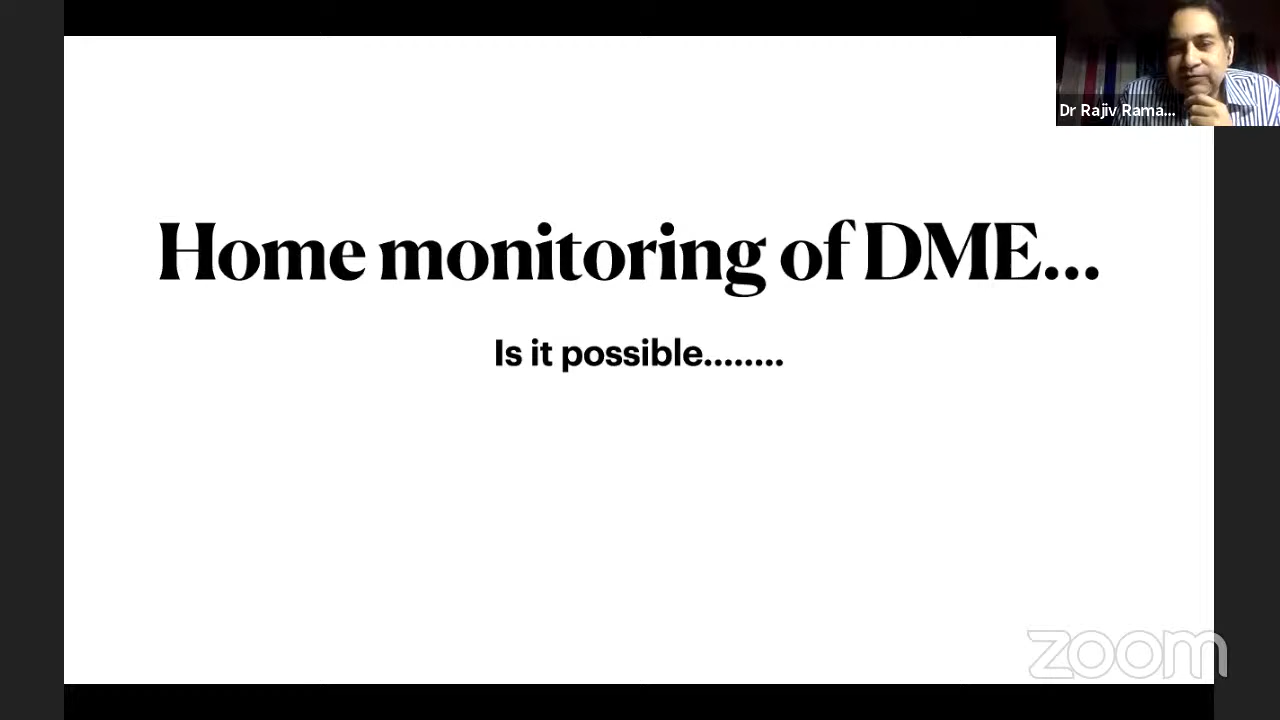 Dr Rajiv Rama...
Home monitoring of DME...
Is it possible........
zoom